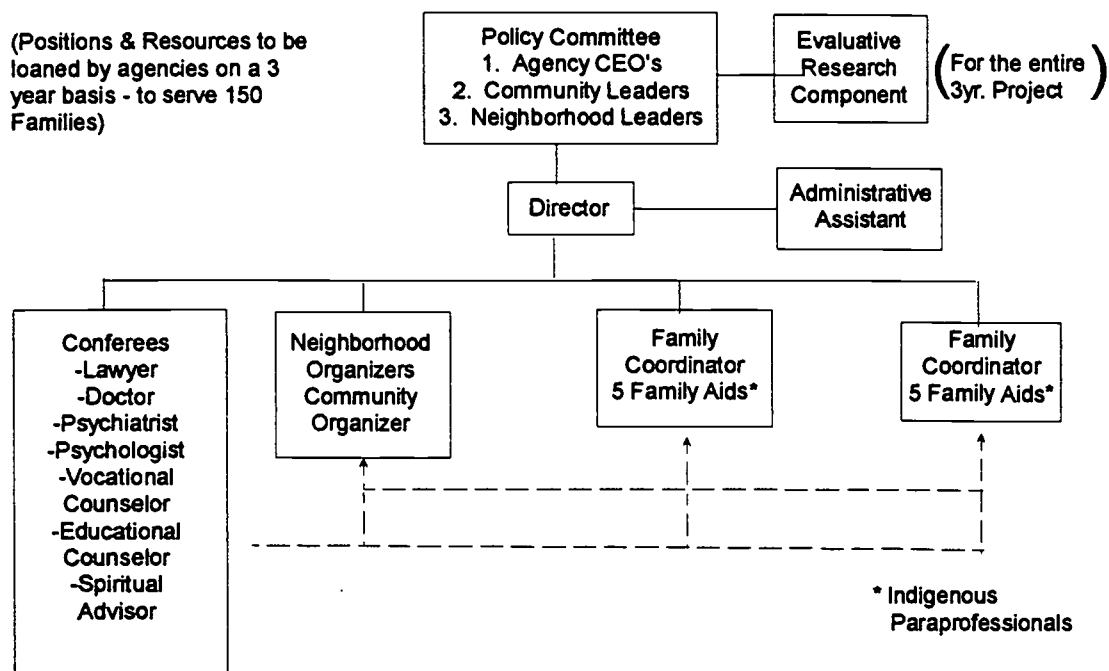 (Positions & Resources to be
loaned by agencies on a 3
year basis - to serve 150
Families)
Policy Committee
1. Agency CEO's
2. Community Leaders
3. Neighborhood Leaders
Evaluative
Research
Component
(For the entire
3yr. Project)
Director
Administrative
Assistant
Conferees
-Lawyer
-Doctor
-Psychiatrist
-Psychologist
-Vocational
Counselor
-Educational
Counselor
-Spiritual
Advisor
Neighborhood
Organizers
Community
Organizer
Family
Coordinator
5 Family Aids*
Family
Coordinator
5 Family Aids*
* Indigenous
Paraprofessionals